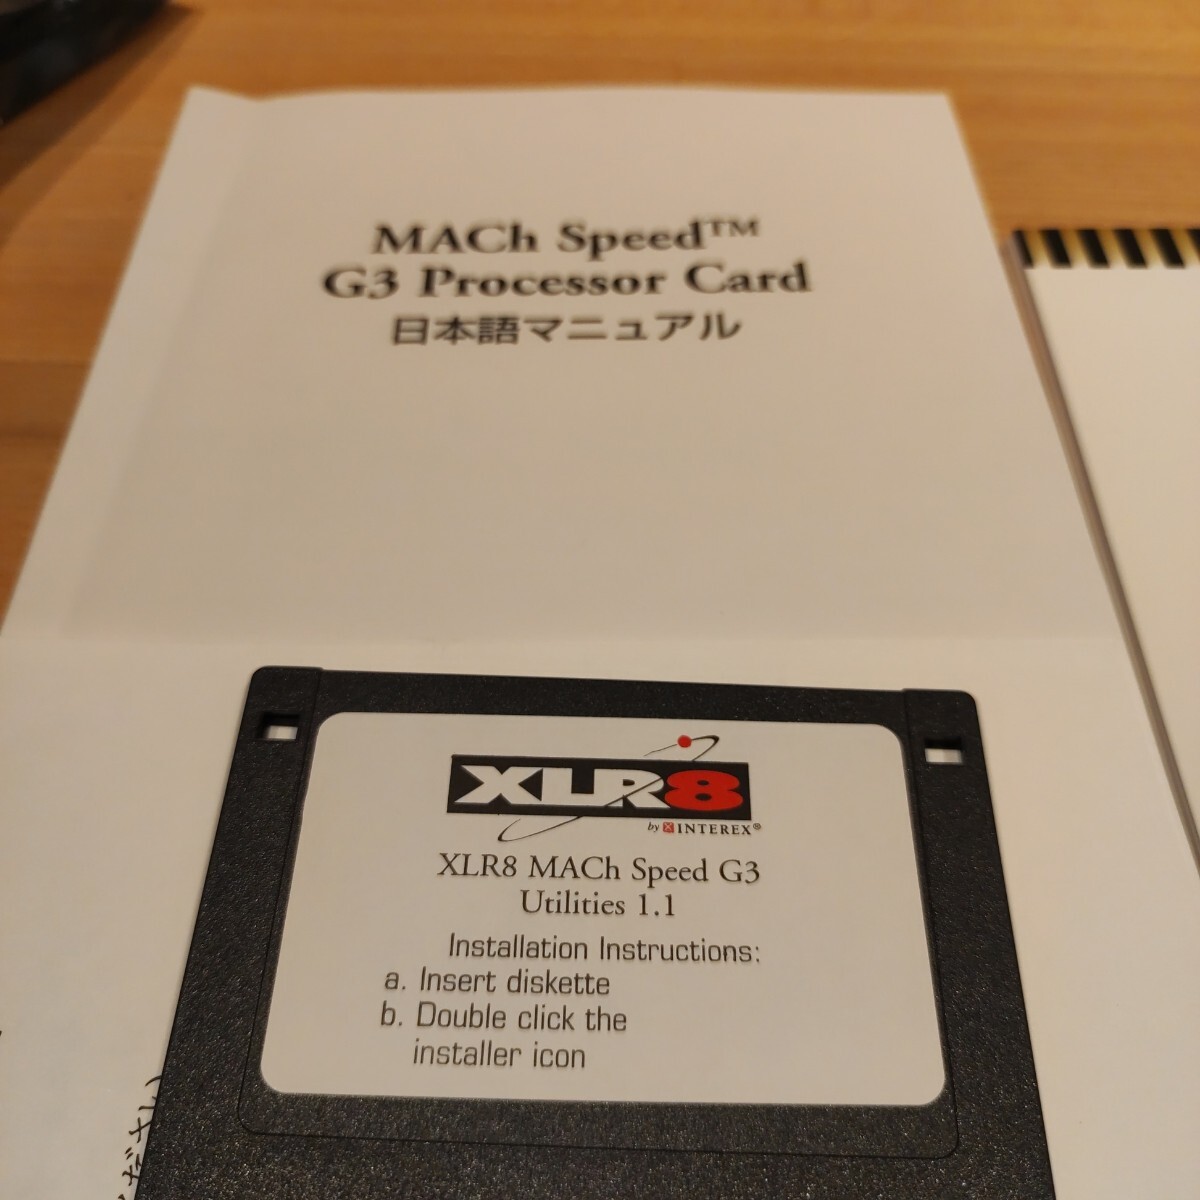 MACh Speed™
G3 Processor Card
日本語マニュアル
XLR8
by INTEREX®
XLR8 MACh Speed G3
Utilities 1.1
Installation Instructions:
a. Insert diskette
b. Double click the
installer icon